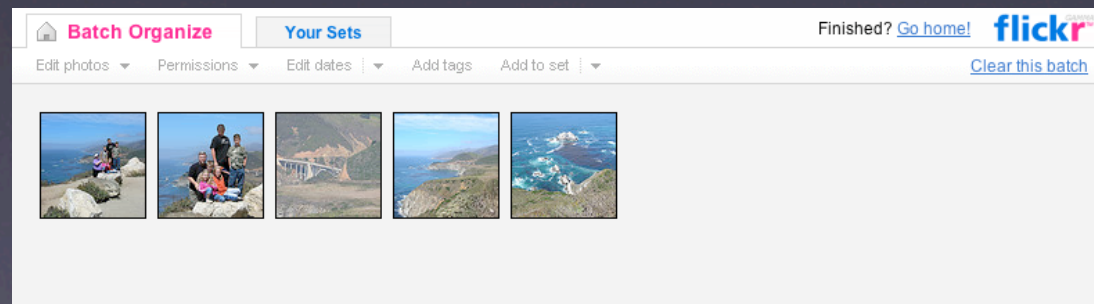 Batch Organize Your Sets Finished? Go home! flickr
Edit photos Permissions Edit dates Add tags Add to set Clear this batch